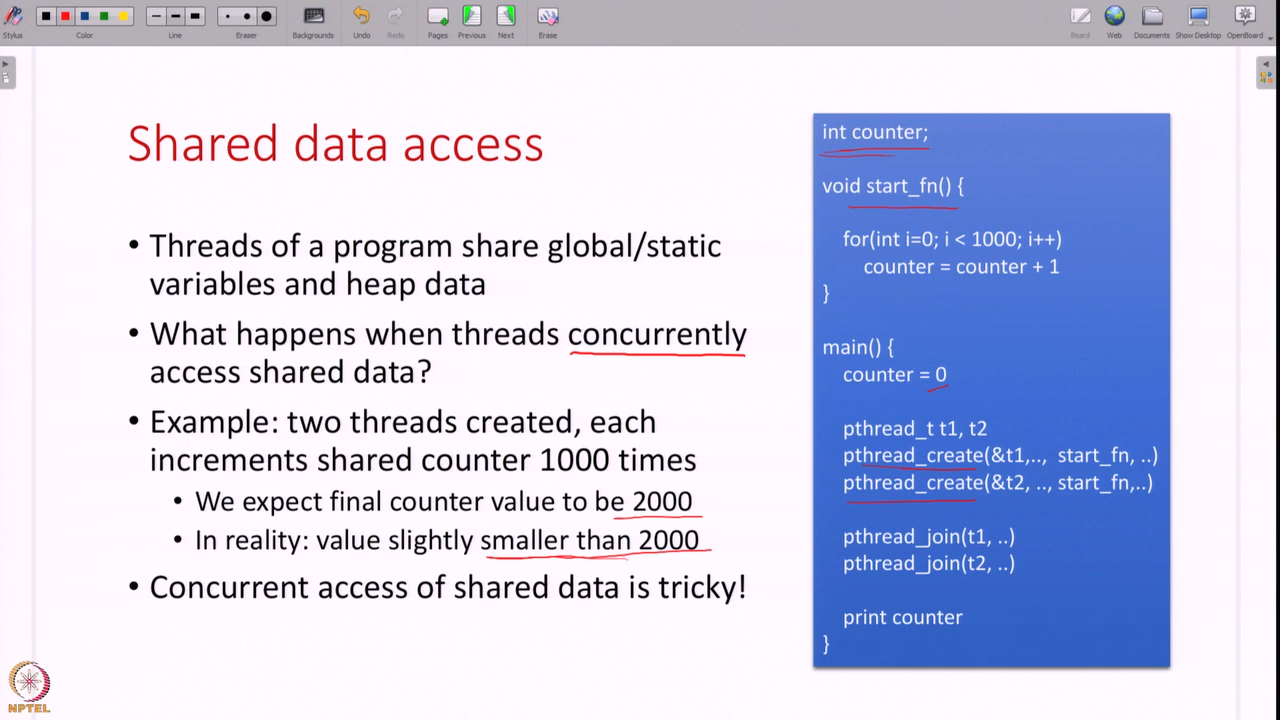 Stylus
Color
Line
Eraser
Backgrounds
Undo
Redo
Pages
Previous
Next
Erase
Board
Web
Documents
Show Desktop
OpenBoard
Shared data access
• Threads of a program share global/static
variables and heap data
• What happens when threads concurrently
access shared data?
• Example: two threads created, each
increments shared counter 1000 times
• We expect final counter value to be 2000
• In reality: value slightly smaller than 2000
• Concurrent access of shared data is tricky!
int counter;
void start_fn() {
for(int i=0; i < 1000; i++)
counter = counter + 1
}
main() {
counter = 0
pthread_t t1, t2
pthread_create(&t1,.., start_fn, ..)
pthread_create(&t2, .., start_fn,..)
pthread_join(t1, ..)
pthread_join(t2, ..)
print counter
}
NPTEL